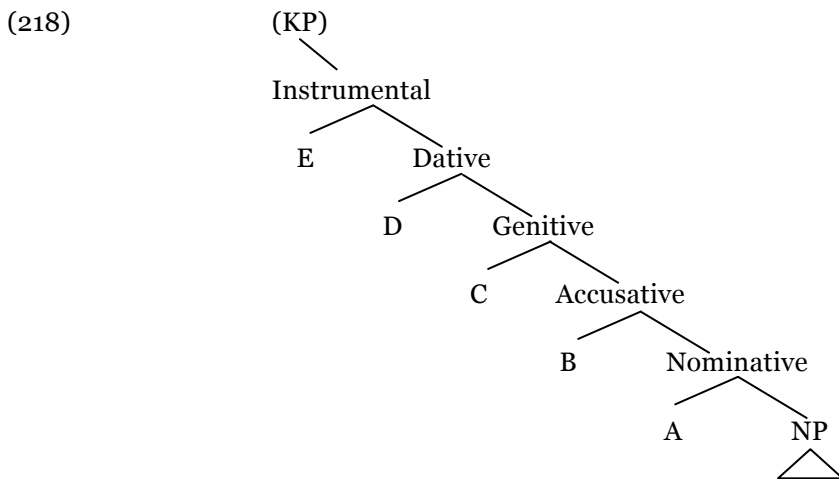 (218) (KP)
Instrumental
E Dative
D Genitive
C Accusative
B Nominative
A NP